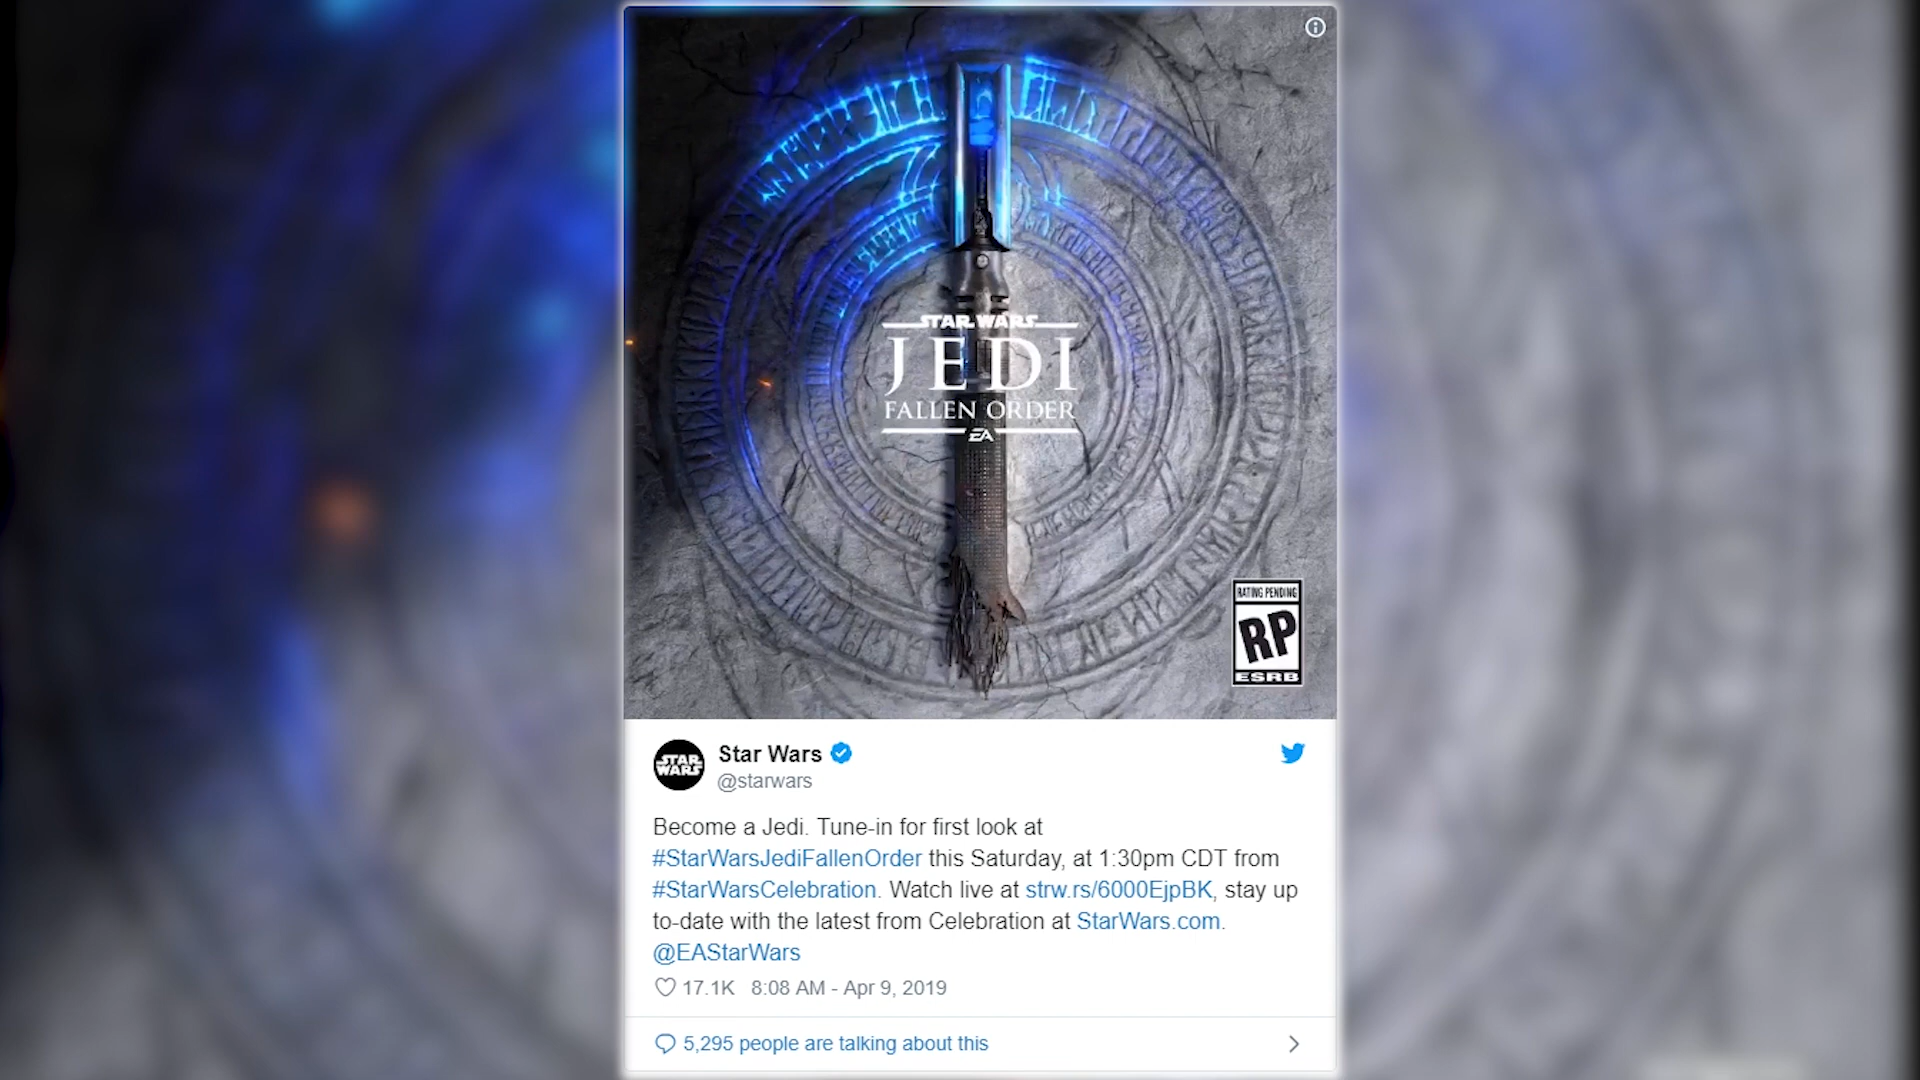 STAR WARS
JEDI
FALLEN ORDER
EA
RATING PENDING
RP
ESRB
STAR
WARS
Star Wars
@starwars
Become a Jedi. Tune-in for first look at
#StarWarsJediFallenOrder this Saturday, at 1:30pm CDT from
#StarWarsCelebration. Watch live at strw.rs/6000EjpBK, stay up
to-date with the latest from Celebration at StarWars.com.
@EAStarWars
17.1K 8:08 AM - Apr 9, 2019
5,295 people are talking about this